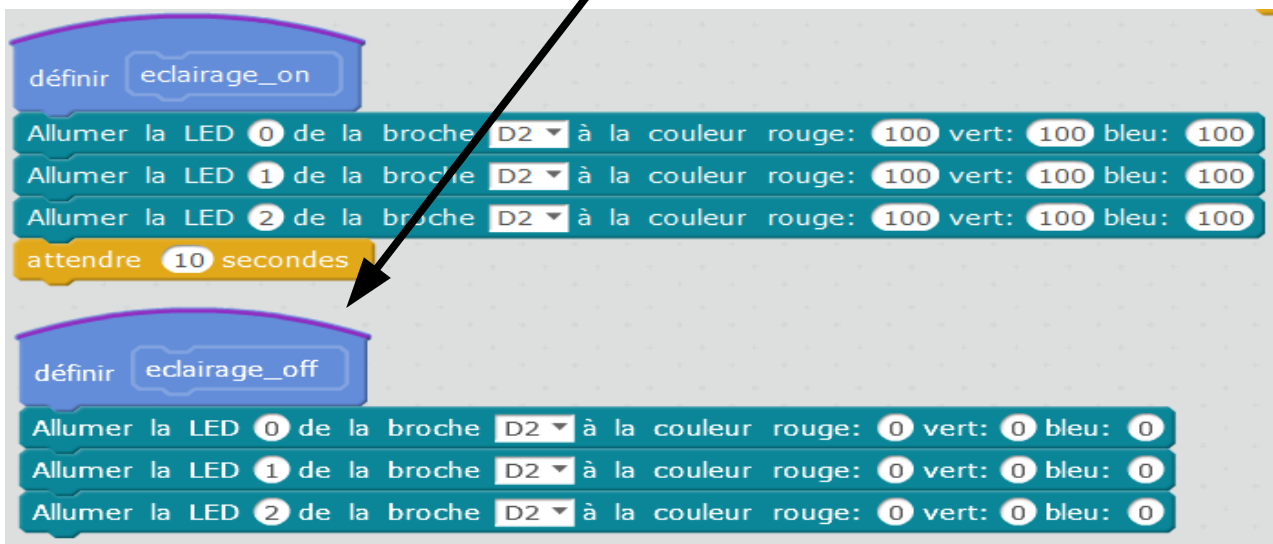 définir eclairage_on
Allumer la LED 0 de la broche D2 à la couleur rouge: 100 vert: 100 bleu: 100
Allumer la LED 1 de la broche D2 à la couleur rouge: 100 vert: 100 bleu: 100
Allumer la LED 2 de la broche D2 à la couleur rouge: 100 vert: 100 bleu: 100
attendre 10 secondes
définir eclairage_off
Allumer la LED 0 de la broche D2 à la couleur rouge: 0 vert: 0 bleu: 0
Allumer la LED 1 de la broche D2 à la couleur rouge: 0 vert: 0 bleu: 0
Allumer la LED 2 de la broche D2 à la couleur rouge: 0 vert: 0 bleu: 0